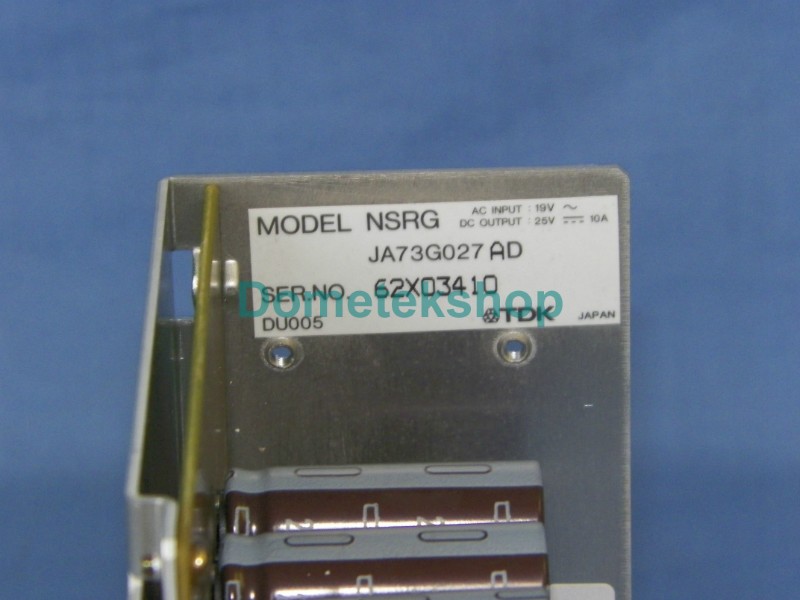 MODEL NSRG
AC INPUT : 19V ~
DC OUTPUT : 25V ⎓ 10A
JA73G027 AD
SER.NO. 62X03410
DU005
TDK JAPAN
Dometekshop